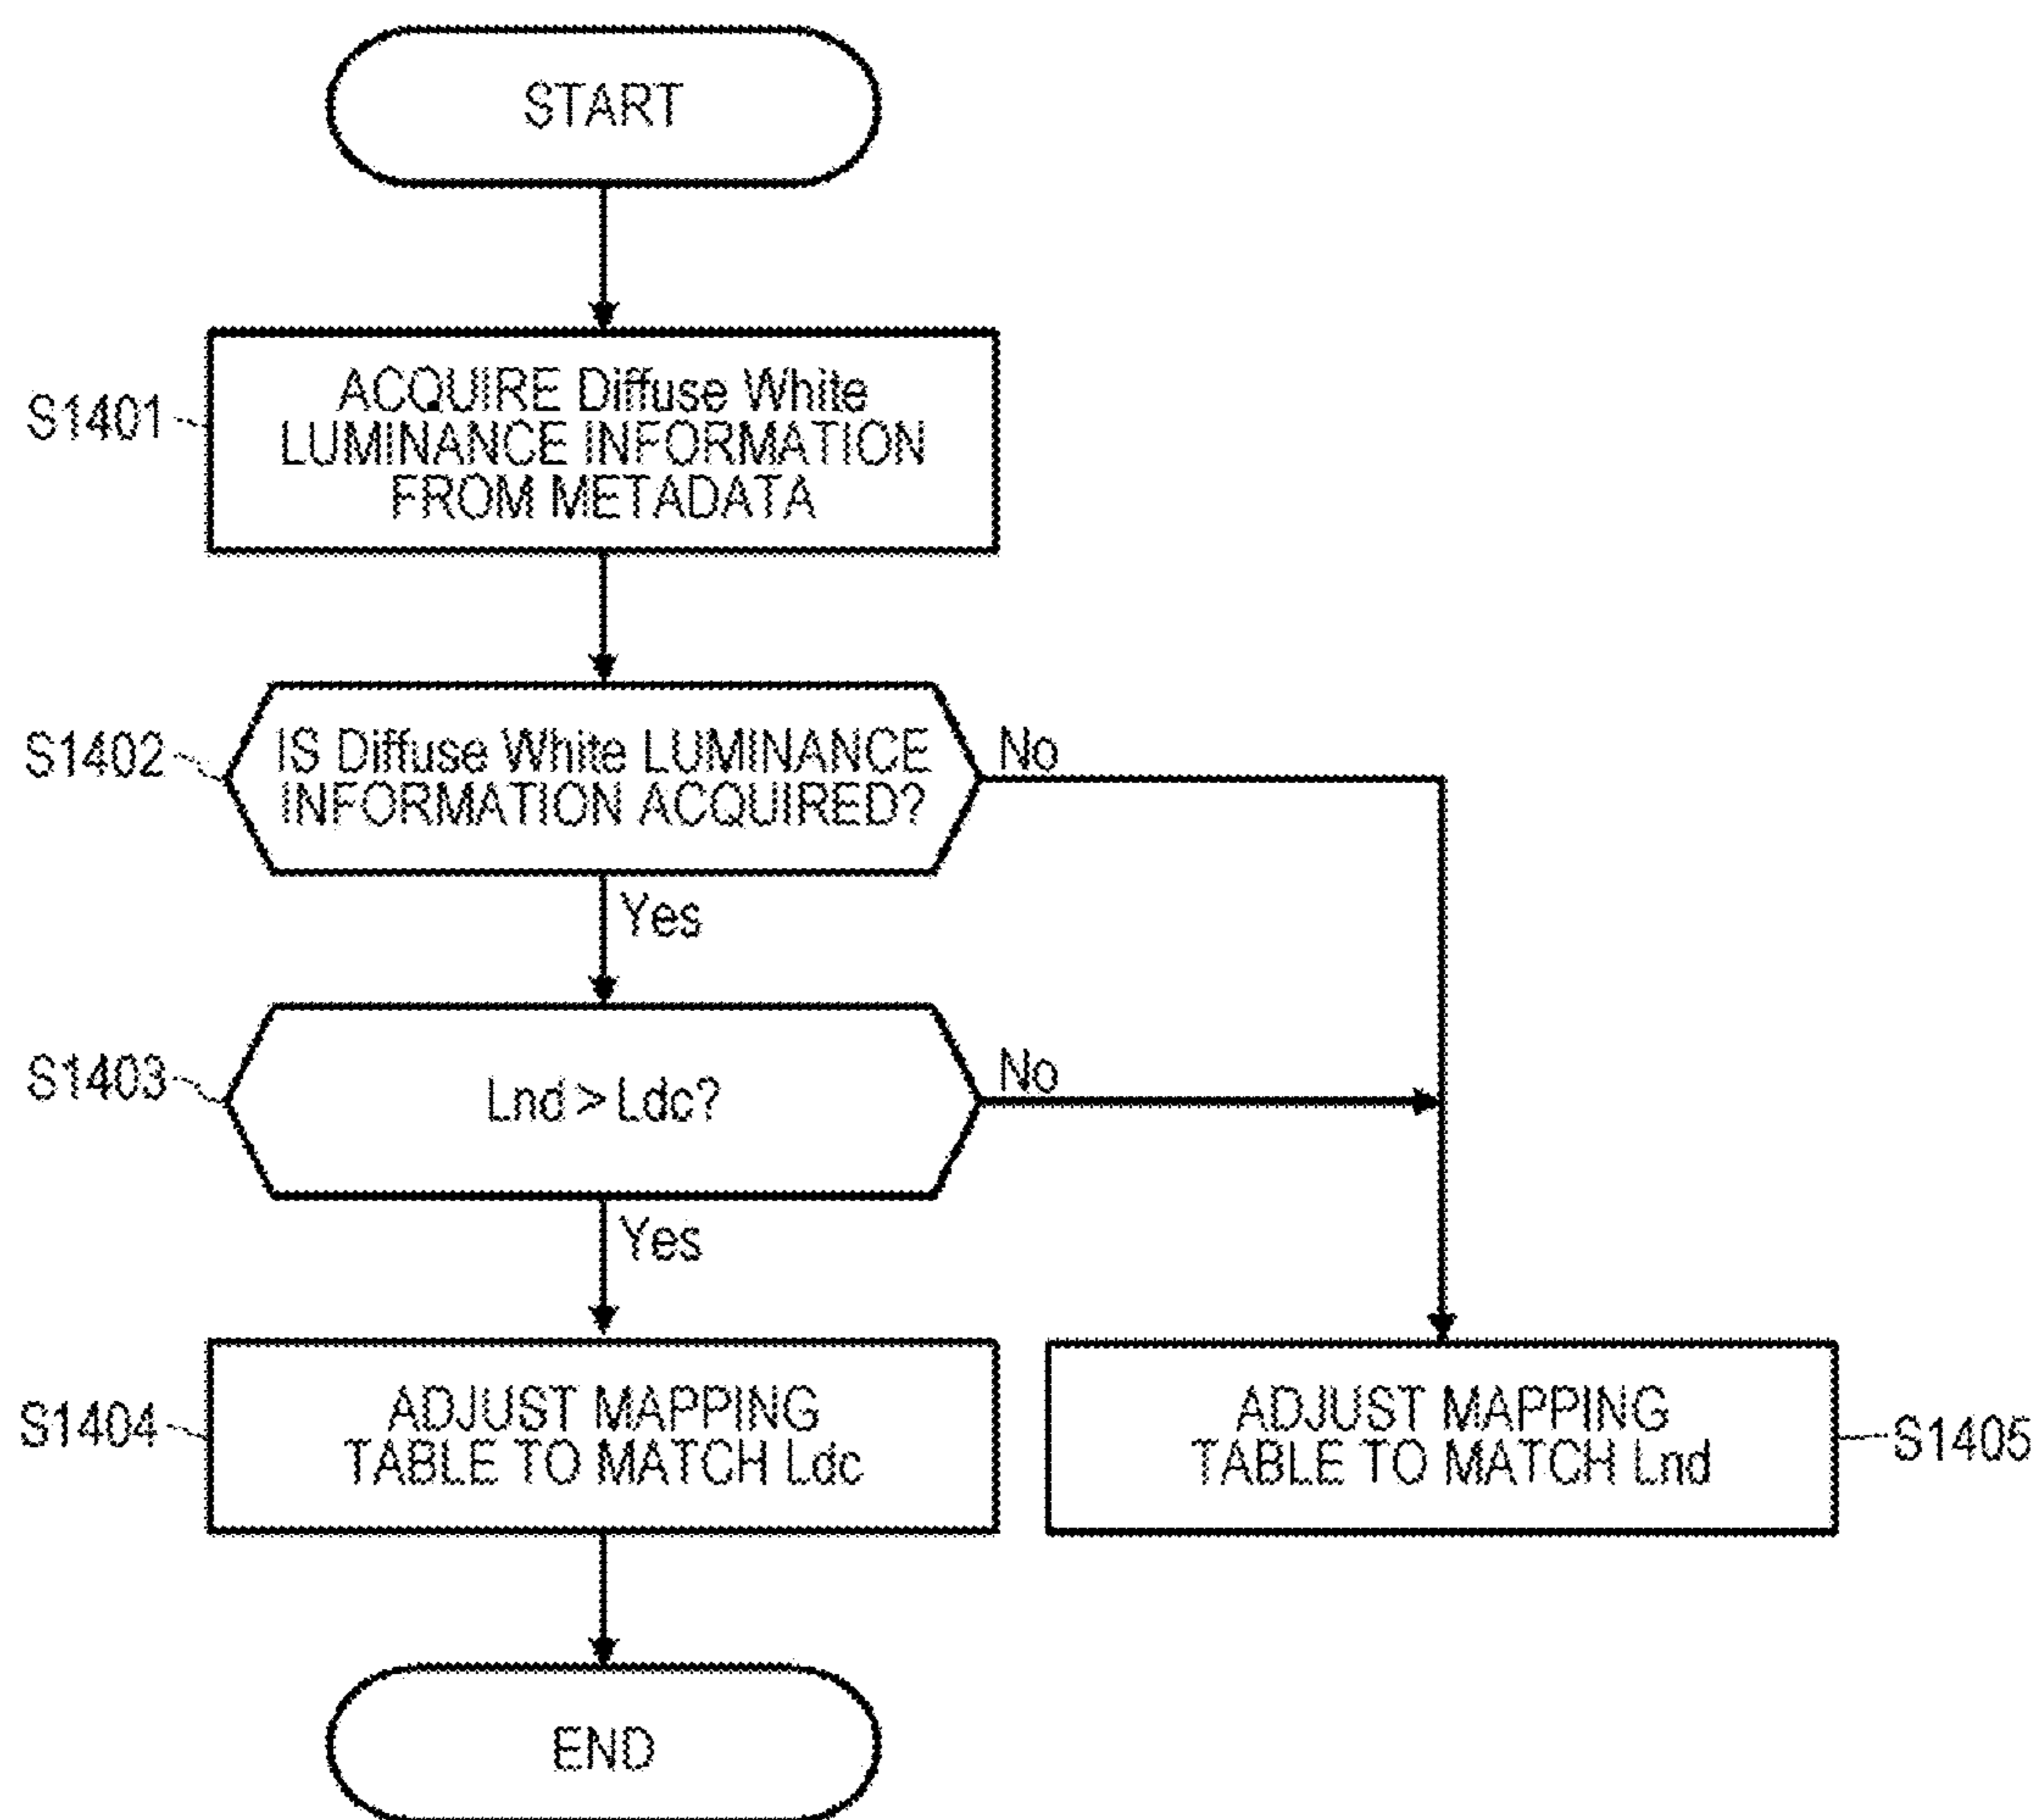 START
S1401
ACQUIRE Diffuse White
LUMINANCE INFORMATION
FROM METADATA
S1402
IS Diffuse White LUMINANCE
INFORMATION ACQUIRED?
No
Yes
S1403
Lnd > Ldc?
No
Yes
S1404
ADJUST MAPPING
TABLE TO MATCH Ldc
ADJUST MAPPING
TABLE TO MATCH Lnd
S1405
END